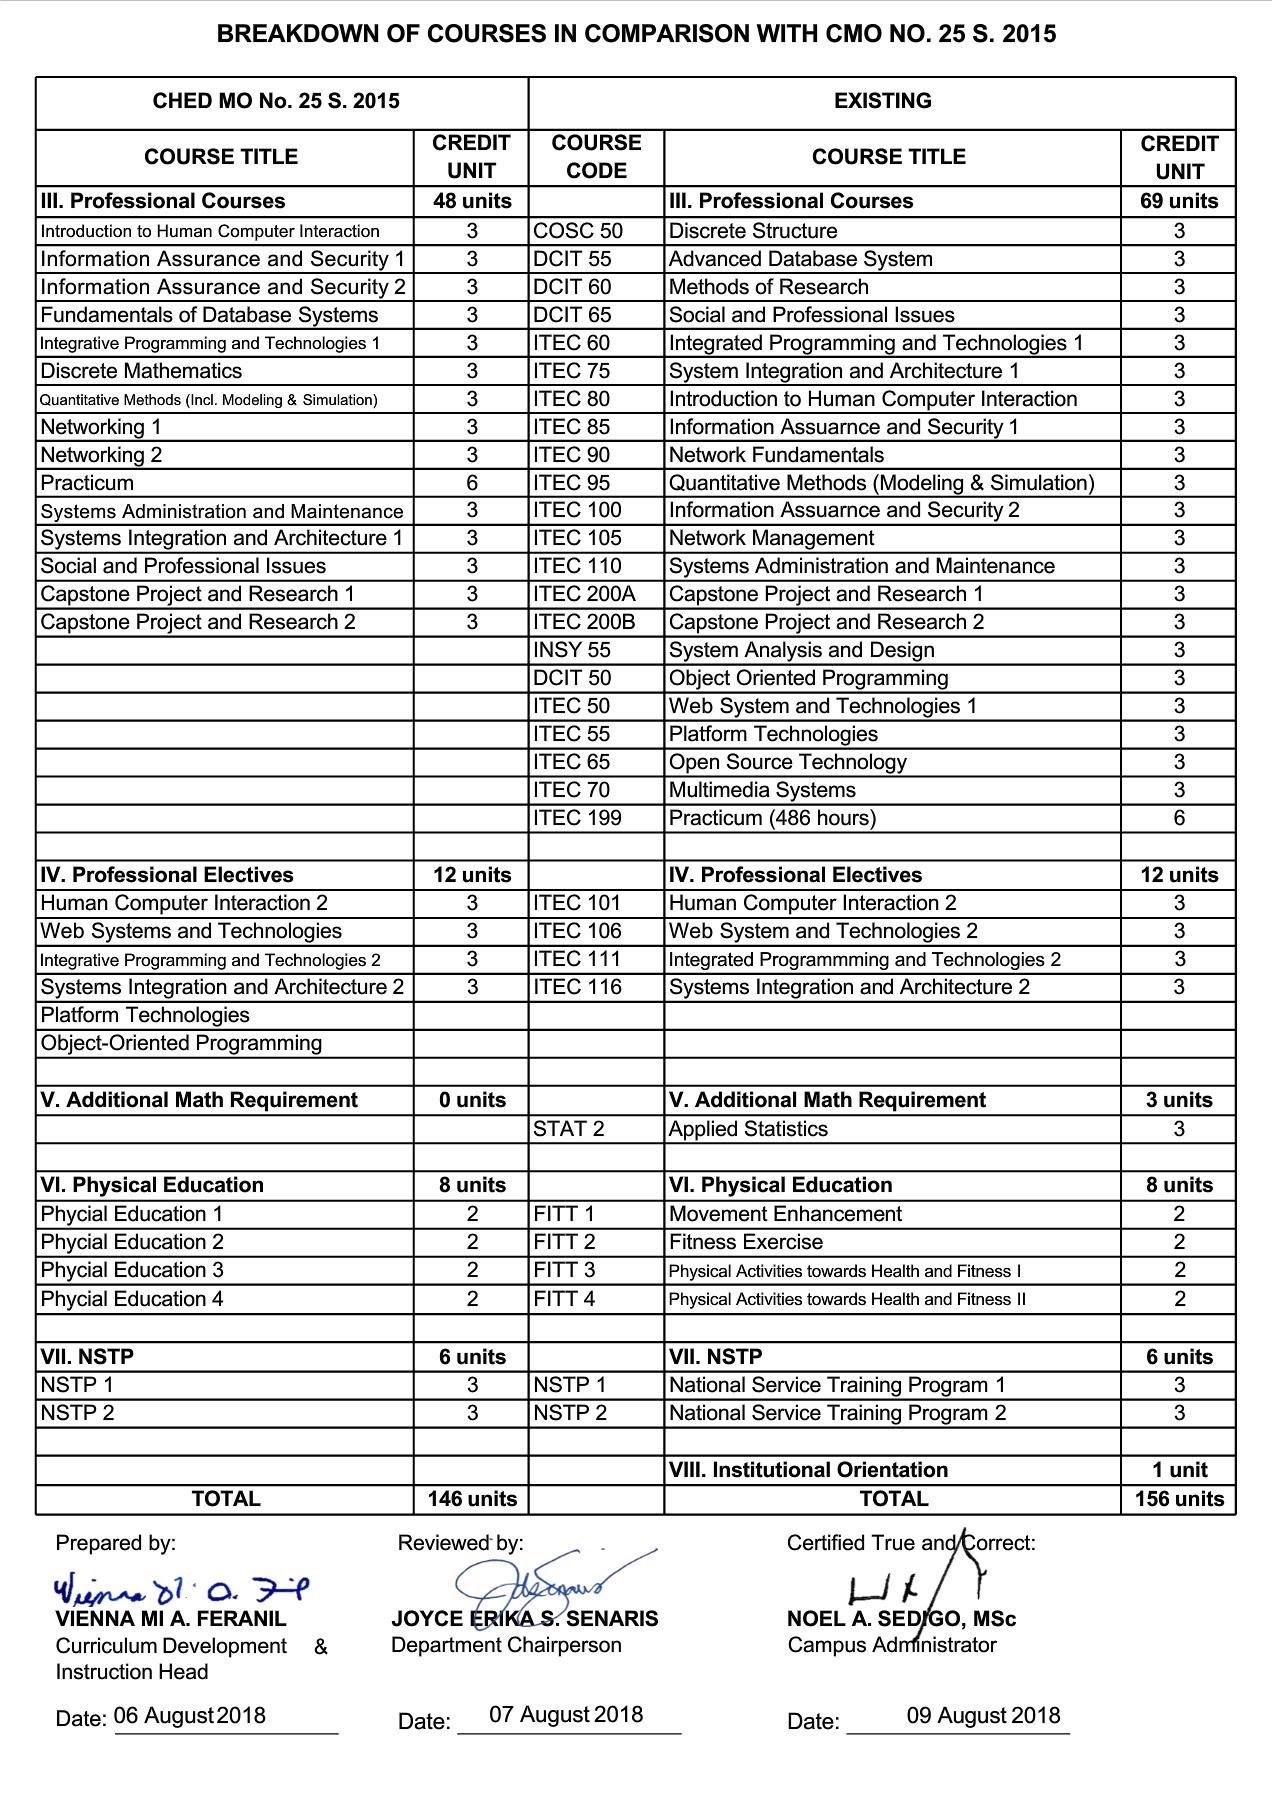 BREAKDOWN OF COURSES IN COMPARISON WITH CMO NO. 25 S. 2015
CHED MO No. 25 S. 2015 EXISTING
COURSE TITLE CREDIT UNIT COURSE CODE COURSE TITLE CREDIT UNIT
III. Professional Courses 48 units III. Professional Courses 69 units
Introduction to Human Computer Interaction 3 COSC 50 Discrete Structure 3
Information Assurance and Security 1 3 DCIT 55 Advanced Database System 3
Information Assurance and Security 2 3 DCIT 60 Methods of Research 3
Fundamentals of Database Systems 3 DCIT 65 Social and Professional Issues 3
Integrative Programming and Technologies 1 3 ITEC 60 Integrated Programming and Technologies 1 3
Discrete Mathematics 3 ITEC 75 System Integration and Architecture 1 3
Quantitative Methods (Incl. Modeling & Simulation) 3 ITEC 80 Introduction to Human Computer Interaction 3
Networking 1 3 ITEC 85 Information Assuarnce and Security 1 3
Networking 2 3 ITEC 90 Network Fundamentals 3
Practicum 6 ITEC 95 Quantitative Methods (Modeling & Simulation) 3
Systems Administration and Maintenance 3 ITEC 100 Information Assuarnce and Security 2 3
Systems Integration and Architecture 1 3 ITEC 105 Network Management 3
Social and Professional Issues 3 ITEC 110 Systems Administration and Maintenance 3
Capstone Project and Research 1 3 ITEC 200A Capstone Project and Research 1 3
Capstone Project and Research 2 3 ITEC 200B Capstone Project and Research 2 3
INSY 55 System Analysis and Design 3
DCIT 50 Object Oriented Programming 3
ITEC 50 Web System and Technologies 1 3
ITEC 55 Platform Technologies 3
ITEC 65 Open Source Technology 3
ITEC 70 Multimedia Systems 3
ITEC 199 Practicum (486 hours) 6
IV. Professional Electives 12 units IV. Professional Electives 12 units
Human Computer Interaction 2 3 ITEC 101 Human Computer Interaction 2 3
Web Systems and Technologies 3 ITEC 106 Web System and Technologies 2 3
Integrative Programming and Technologies 2 3 ITEC 111 Integrated Programmming and Technologies 2 3
Systems Integration and Architecture 2 3 ITEC 116 Systems Integration and Architecture 2 3
Platform Technologies
Object-Oriented Programming
V. Additional Math Requirement 0 units V. Additional Math Requirement 3 units
STAT 2 Applied Statistics 3
VI. Physical Education 8 units VI. Physical Education 8 units
Phycial Education 1 2 FITT 1 Movement Enhancement 2
Phycial Education 2 2 FITT 2 Fitness Exercise 2
Phycial Education 3 2 FITT 3 Physical Activities towards Health and Fitness I 2
Phycial Education 4 2 FITT 4 Physical Activities towards Health and Fitness II 2
VII. NSTP 6 units VII. NSTP 6 units
NSTP 1 3 NSTP 1 National Service Training Program 1 3
NSTP 2 3 NSTP 2 National Service Training Program 2 3
VIII. Institutional Orientation 1 unit
TOTAL 146 units TOTAL 156 units
Prepared by: Reviewed by: Certified True and Correct:
VIENNA MI A. FERANIL JOYCE ERIKA S. SENARIS NOEL A. SEDIGO, MSc
Curriculum Development & Department Chairperson Campus Administrator
Instruction Head
Date: 06 August 2018 Date: 07 August 2018 Date: 09 August 2018